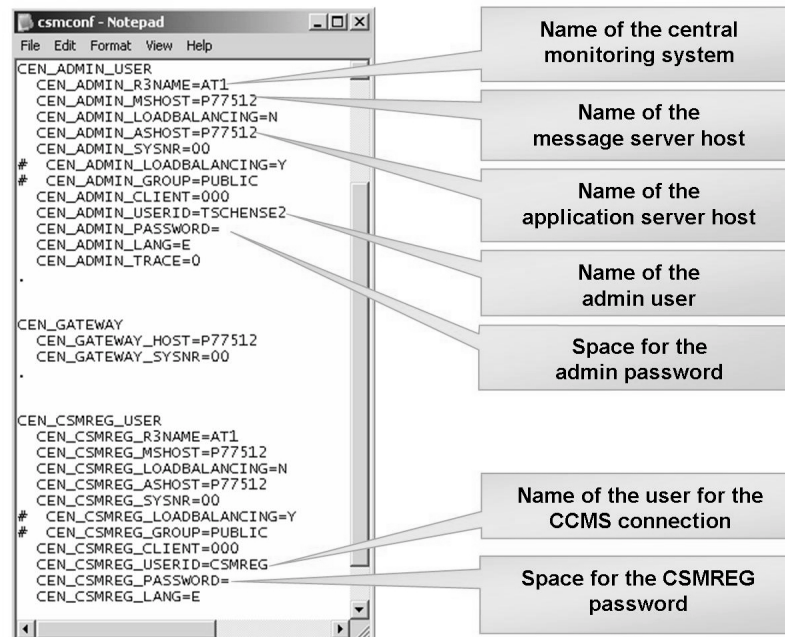 csmconf - Notepad
File Edit Format View Help
CEN_ADMIN_USER
CEN_ADMIN_R3NAME=AT1
CEN_ADMIN_MSHOST=P77512
CEN_ADMIN_LOADBALANCING=N
CEN_ADMIN_ASHOST=P77512
CEN_ADMIN_SYSNR=00
# CEN_ADMIN_LOADBALANCING=Y
# CEN_ADMIN_GROUP=PUBLIC
CEN_ADMIN_CLIENT=000
CEN_ADMIN_USERID=TSCHENSE2
CEN_ADMIN_PASSWORD=
CEN_ADMIN_LANG=E
CEN_ADMIN_TRACE=0
.
CEN_GATEWAY
CEN_GATEWAY_HOST=P77512
CEN_GATEWAY_SYSNR=00
.
CEN_CSMREG_USER
CEN_CSMREG_R3NAME=AT1
CEN_CSMREG_MSHOST=P77512
CEN_CSMREG_LOADBALANCING=N
CEN_CSMREG_ASHOST=P77512
CEN_CSMREG_SYSNR=00
# CEN_CSMREG_LOADBALANCING=Y
# CEN_CSMREG_GROUP=PUBLIC
CEN_CSMREG_CLIENT=000
CEN_CSMREG_USERID=CSMREG
CEN_CSMREG_PASSWORD=
CEN_CSMREG_LANG=E
Name of the central
monitoring system
Name of the
message server host
Name of the
application server host
Name of the
admin user
Space for the
admin password
Name of the user for the
CCMS connection
Space for the CSMREG
password